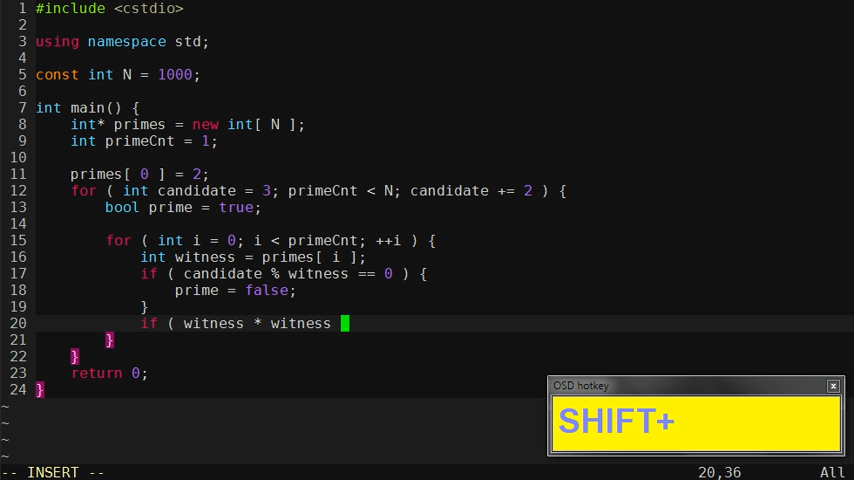 1 #include <cstdio>
2
3 using namespace std;
4
5 const int N = 1000;
6
7 int main() {
8     int* primes = new int[ N ];
9     int primeCnt = 1;
10
11     primes[ 0 ] = 2;
12     for ( int candidate = 3; primeCnt < N; candidate += 2 ) {
13         bool prime = true;
14
15         for ( int i = 0; i < primeCnt; ++i ) {
16             int witness = primes[ i ];
17             if ( candidate % witness == 0 ) {
18                 prime = false;
19             }
20             if ( witness * witness
21         }
22     }
23     return 0;
24 }
~
~
~
~
OSD hotkey x
SHIFT+
-- INSERT -- 20,36 All